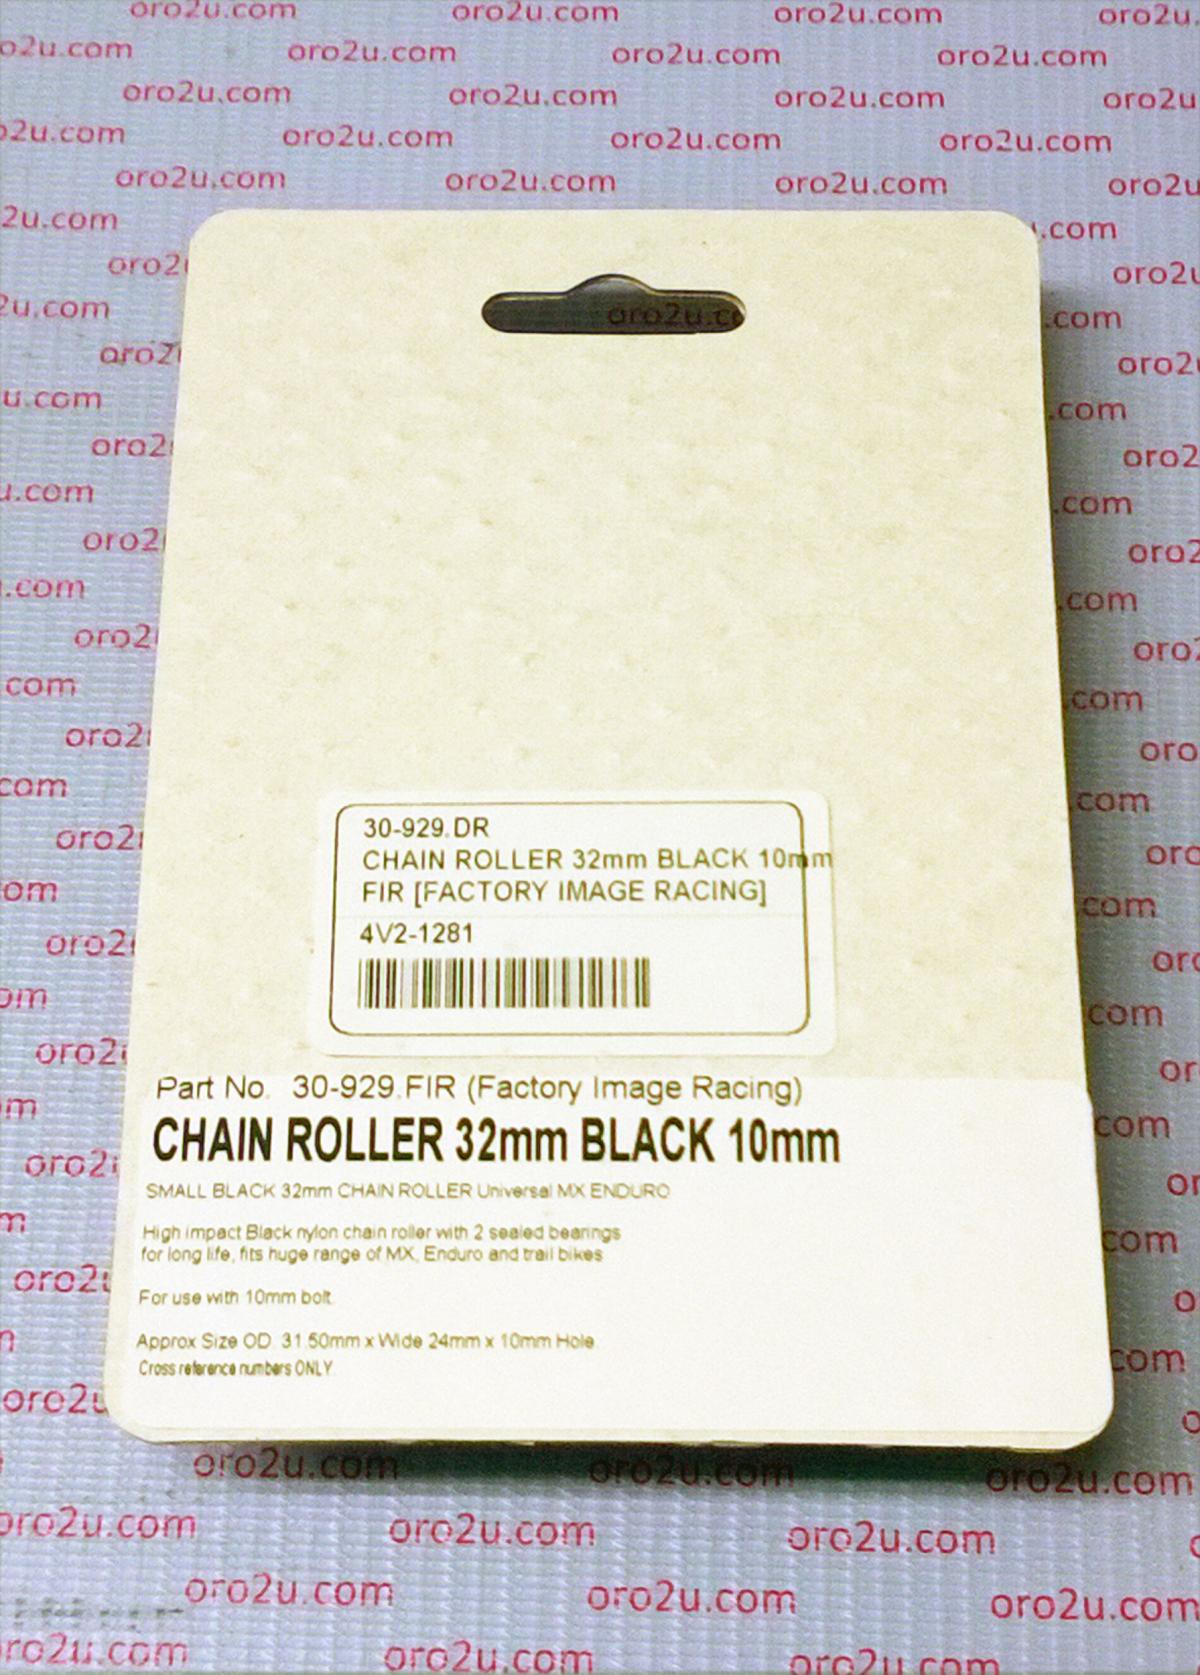 oro2u.com
30-929.DR
CHAIN ROLLER 32mm BLACK 10mm
FIR [FACTORY IMAGE RACING]
4V2-1281
Part No. 30-929.FIR (Factory Image Racing)
CHAIN ROLLER 32mm BLACK 10mm
SMALL BLACK 32mm CHAIN ROLLER Universal MX ENDURO
High impact Black nylon chain roller with 2 sealed bearings
for long life, fits huge range of MX, Enduro and trail bikes
For use with 10mm bolt.
Approx Size OD. 31.50mm x Wide 24mm x 10mm Hole.
Cross reference numbers ONLY